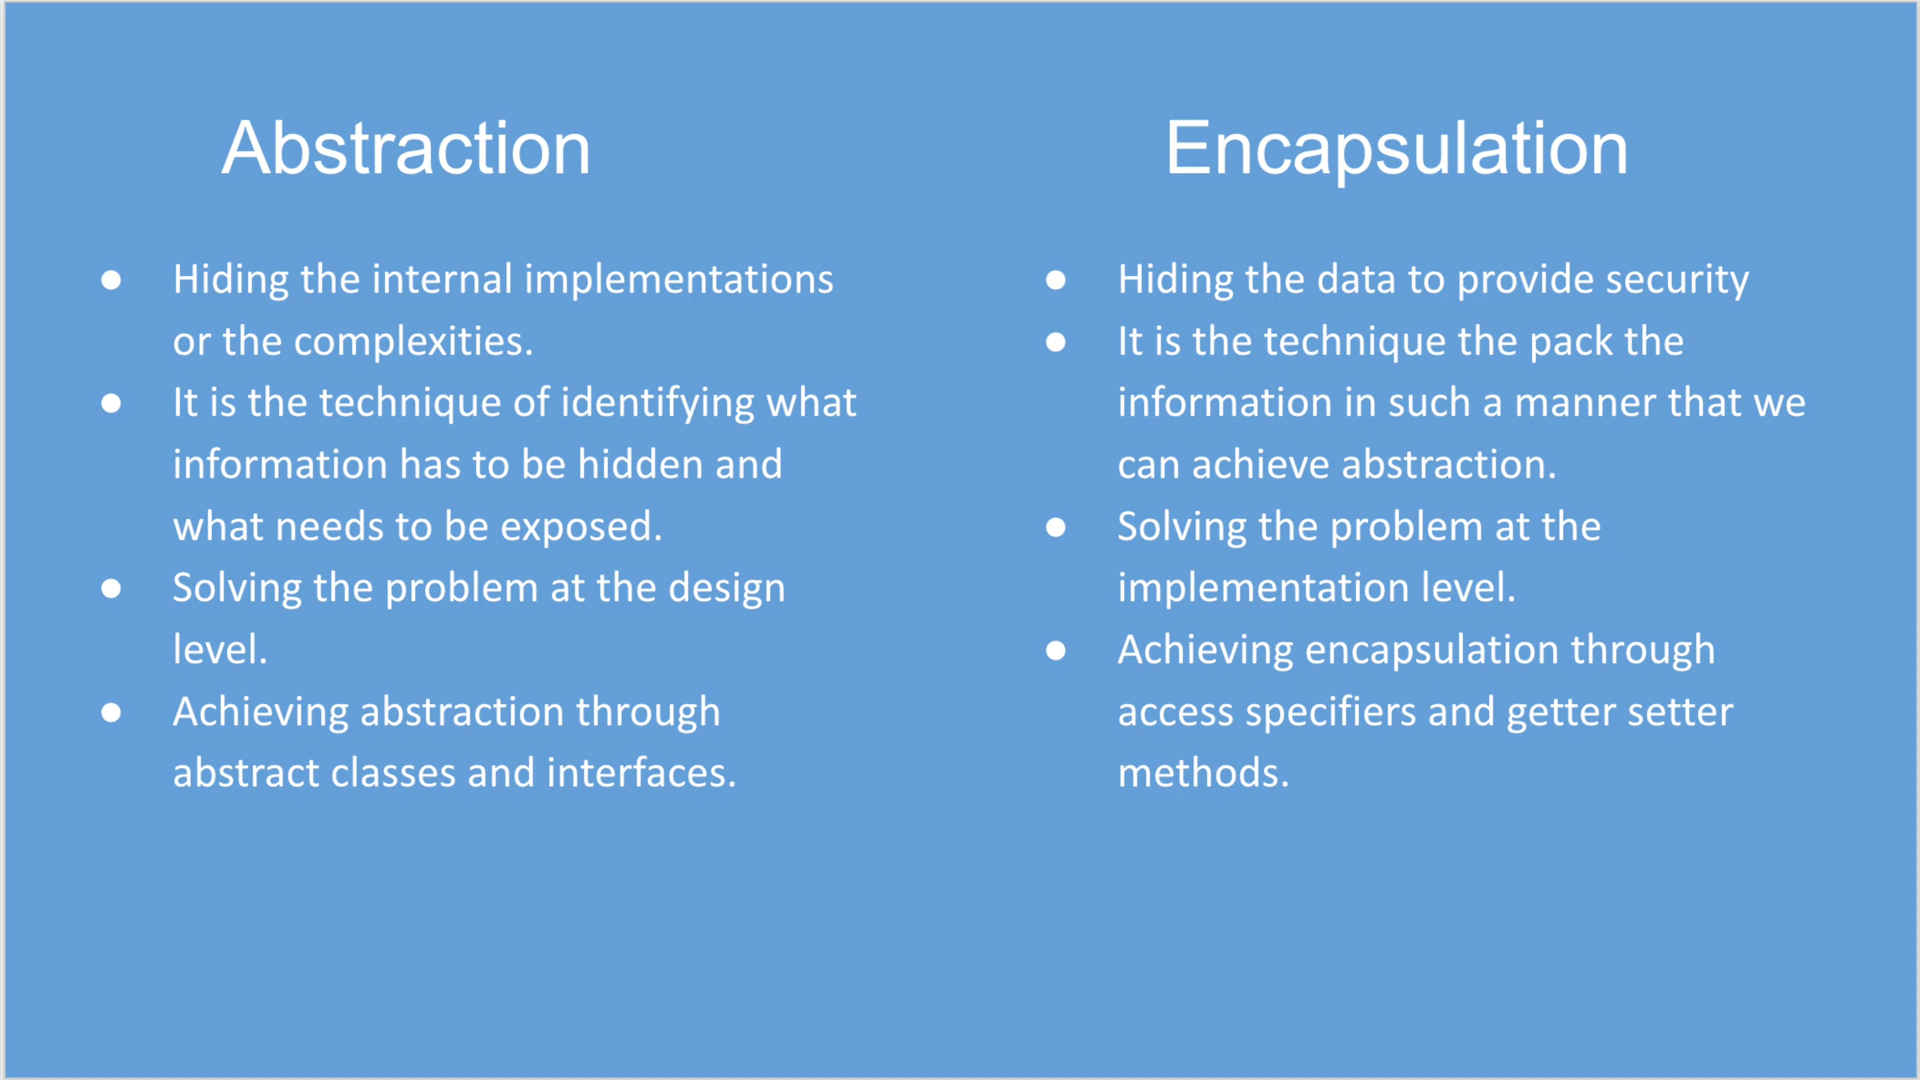 Abstraction
● Hiding the internal implementations
or the complexities.
● It is the technique of identifying what
information has to be hidden and
what needs to be exposed.
● Solving the problem at the design
level.
● Achieving abstraction through
abstract classes and interfaces.
Encapsulation
● Hiding the data to provide security
● It is the technique the pack the
information in such a manner that we
can achieve abstraction.
● Solving the problem at the
implementation level.
● Achieving encapsulation through
access specifiers and getter setter
methods.